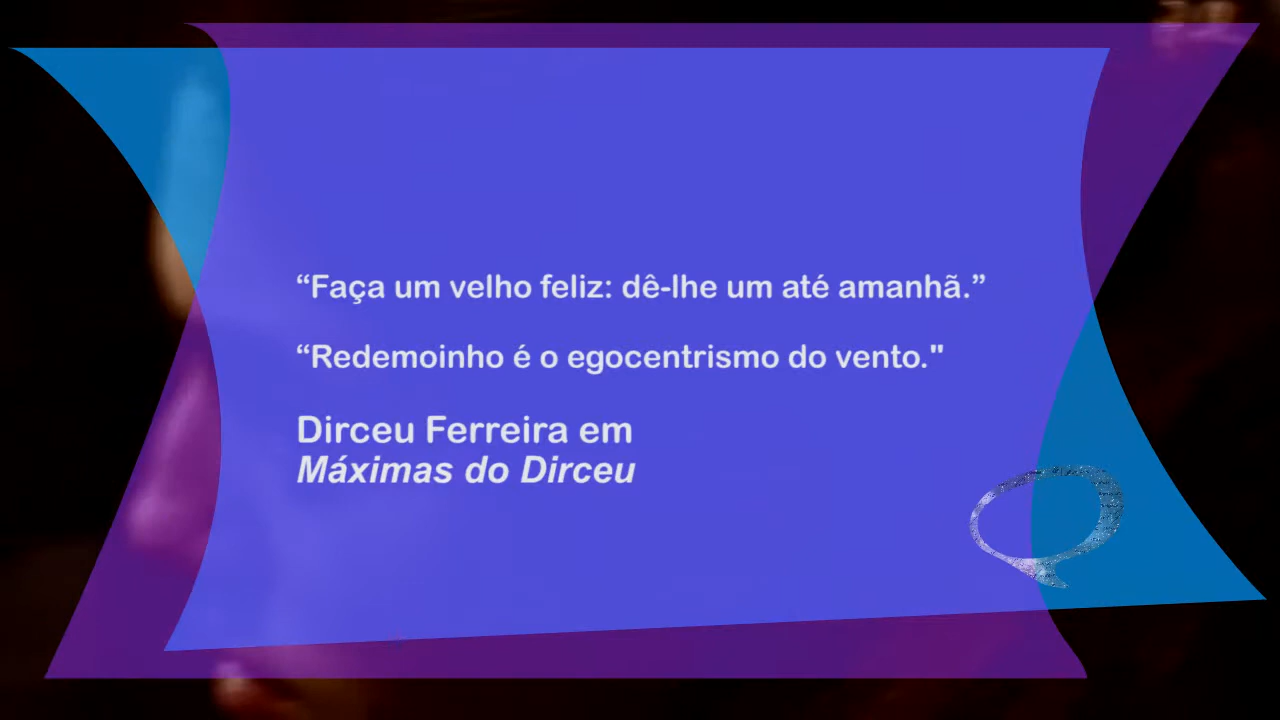 “Faça um velho feliz: dê-lhe um até amanhã.”
“Redemoinho é o egocentrismo do vento."
Dirceu Ferreira em
Máximas do Dirceu